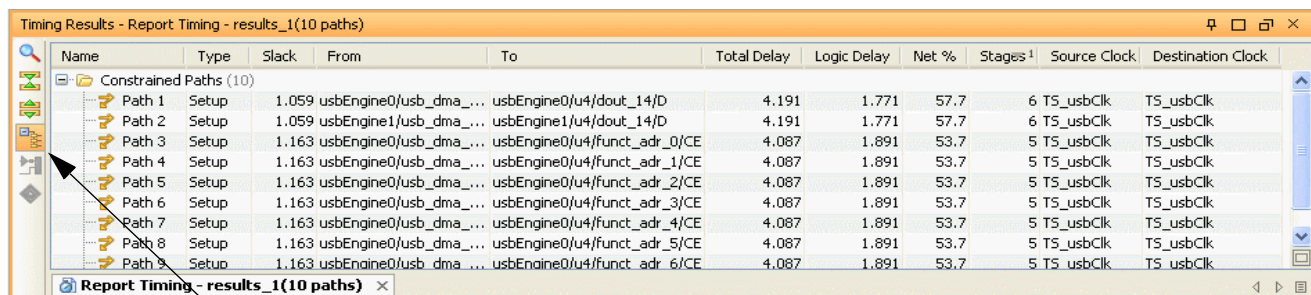 Timing Results - Report Timing - results_1(10 paths)
Name Type Slack From To Total Delay Logic Delay Net % Stages 1 Source Clock Destination Clock
Constrained Paths (10)
Path 1 Setup 1.059 usbEngine0/usb_dma_... usbEngine0/u4/dout_14/D 4.191 1.771 57.7 6 TS_usbClk TS_usbClk
Path 2 Setup 1.059 usbEngine1/usb_dma_... usbEngine1/u4/dout_14/D 4.191 1.771 57.7 6 TS_usbClk TS_usbClk
Path 3 Setup 1.163 usbEngine0/usb_dma_... usbEngine0/u4/funct_adr_0/CE 4.087 1.891 53.7 5 TS_usbClk TS_usbClk
Path 4 Setup 1.163 usbEngine0/usb_dma_... usbEngine0/u4/funct_adr_1/CE 4.087 1.891 53.7 5 TS_usbClk TS_usbClk
Path 5 Setup 1.163 usbEngine0/usb_dma_... usbEngine0/u4/funct_adr_2/CE 4.087 1.891 53.7 5 TS_usbClk TS_usbClk
Path 6 Setup 1.163 usbEngine0/usb_dma_... usbEngine0/u4/funct_adr_3/CE 4.087 1.891 53.7 5 TS_usbClk TS_usbClk
Path 7 Setup 1.163 usbEngine0/usb_dma_... usbEngine0/u4/funct_adr_4/CE 4.087 1.891 53.7 5 TS_usbClk TS_usbClk
Path 8 Setup 1.163 usbEngine0/usb_dma_... usbEngine0/u4/funct_adr_5/CE 4.087 1.891 53.7 5 TS_usbClk TS_usbClk
Path 9 Setup 1.163 usbEngine0/usb_dma_... usbEngine0/u4/funct_adr_6/CE 4.087 1.891 53.7 5 TS_usbClk TS_usbClk
Report Timing - results_1(10 paths)